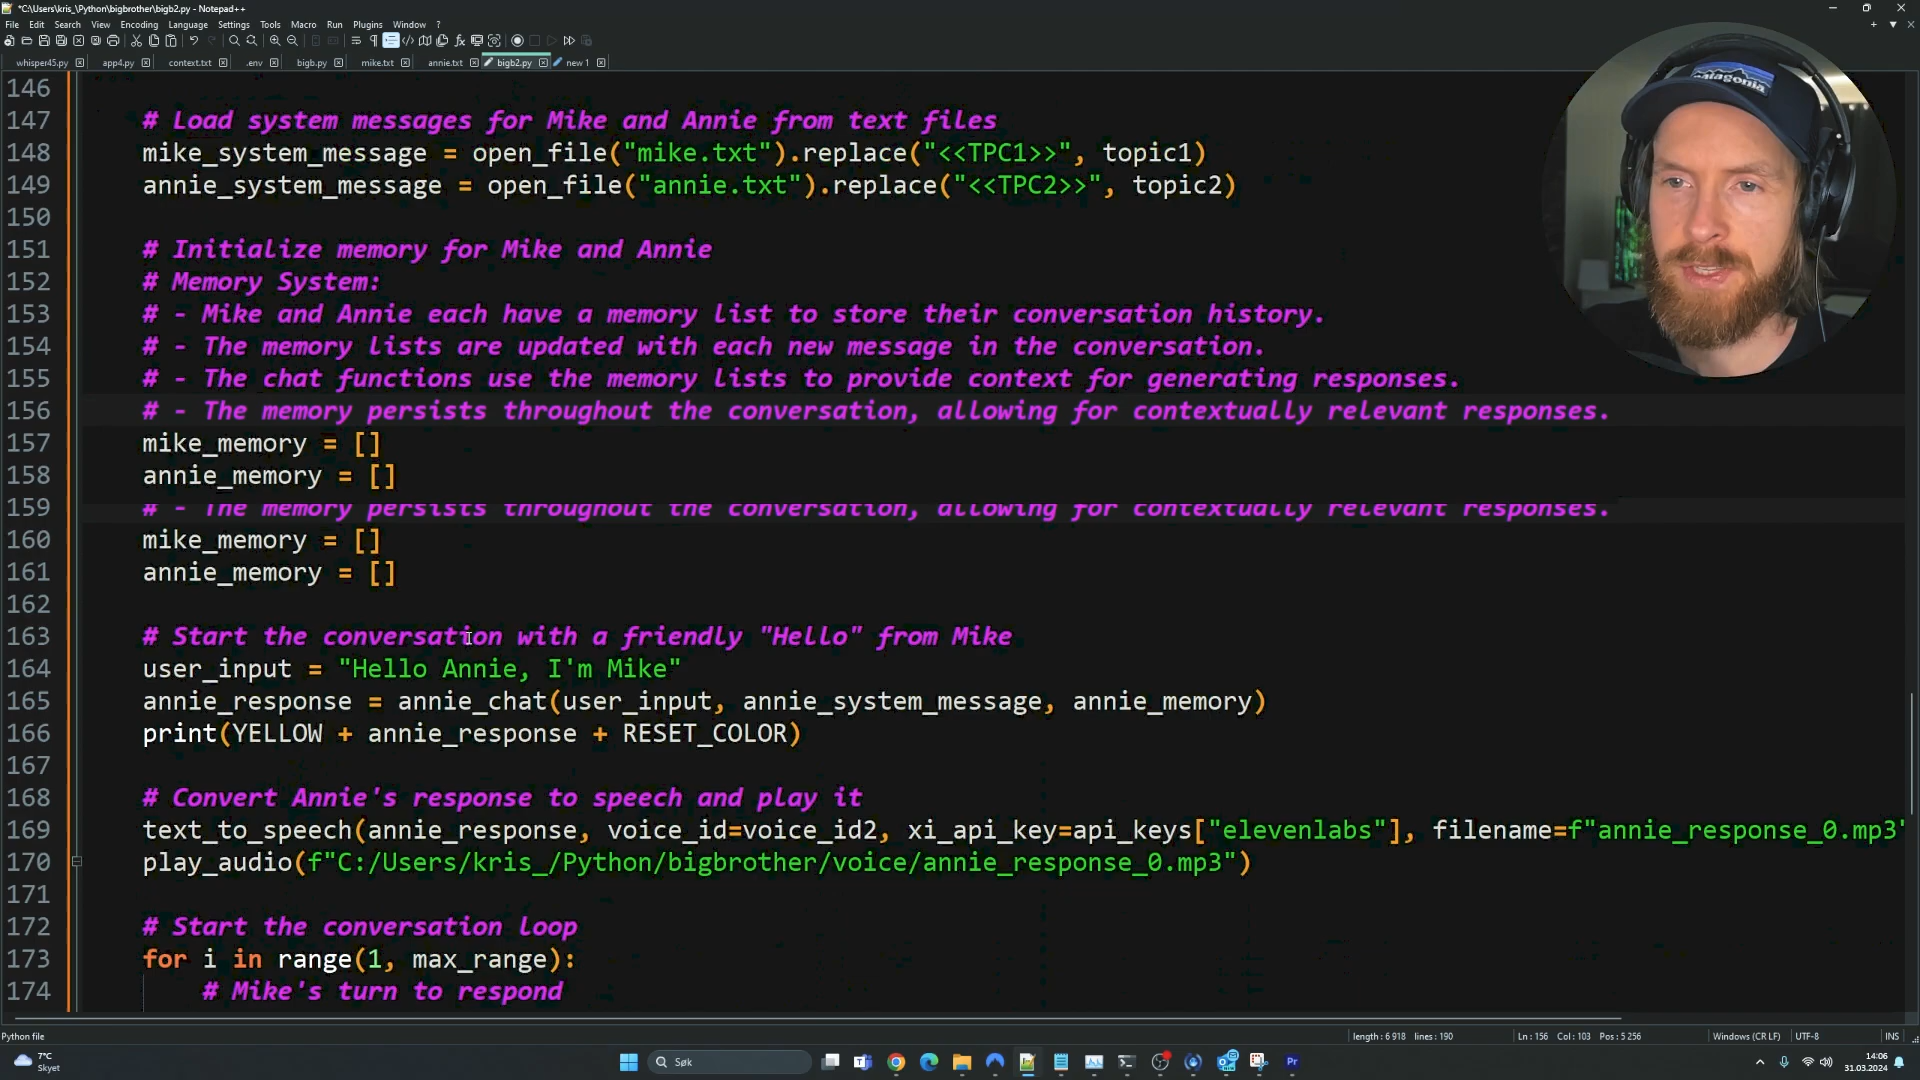 *C:\Users\kris_\Python\bigbrother\bigb2.py - Notepad++
File Edit Search View Encoding Language Settings Tools Macro Run Plugins Window ?
whisper45.py app4.py context.txt .env bigb.py mike.txt annie.txt bigb2.py new 1
patagonia
146
147 # Load system messages for Mike and Annie from text files
148 mike_system_message = open_file("mike.txt").replace("<<TPC1>>", topic1)
149 annie_system_message = open_file("annie.txt").replace("<<TPC2>>", topic2)
150
151 # Initialize memory for Mike and Annie
152 # Memory System:
153 # - Mike and Annie each have a memory list to store their conversation history.
154 # - The memory lists are updated with each new message in the conversation.
155 # - The chat functions use the memory lists to provide context for generating responses.
156 # - The memory persists throughout the conversation, allowing for contextually relevant responses.
157 mike_memory = []
158 annie_memory = []
159 # - The memory persists throughout the conversation, allowing for contextually relevant responses.
160 mike_memory = []
161 annie_memory = []
162
163 # Start the conversation with a friendly "Hello" from Mike
164 user_input = "Hello Annie, I'm Mike"
165 annie_response = annie_chat(user_input, annie_system_message, annie_memory)
166 print(YELLOW + annie_response + RESET_COLOR)
167
168 # Convert Annie's response to speech and play it
169 text_to_speech(annie_response, voice_id=voice_id2, xi_api_key=api_keys["elevenlabs"], filename=f"annie_response_0.mp3"
170 play_audio(f"C:/Users/kris_/Python/bigbrother/voice/annie_response_0.mp3")
171
172 # Start the conversation loop
173 for i in range(1, max_range):
174 # Mike's turn to respond
Python file length : 6 918 lines : 190 Ln : 156 Col : 103 Pos : 5 256 Windows (CR LF) UTF-8 INS
7°C
Skyet
Søk
Pr
14:06
31.03.2024